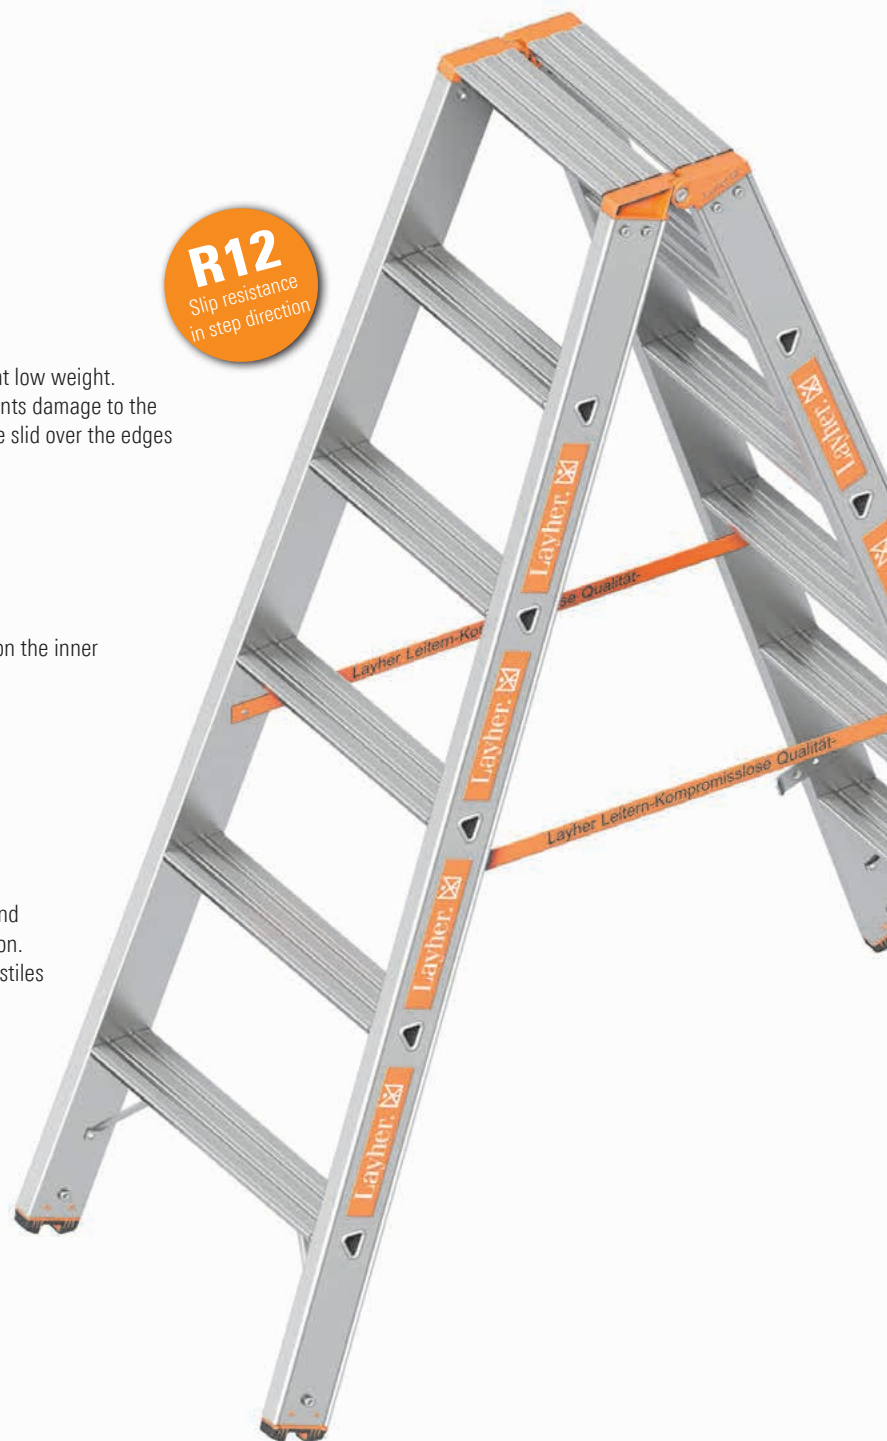 R12
Slip resistance
in step direction
at low weight.
nts damage to the
e slid over the edges
on the inner
nd
on.
stiles
Layher.
Layher.
Layher.
Layher.
Layher.
Layher Leitern-Kom
se Qualität-
Layher Leitern-Kompromisslose Qualität-